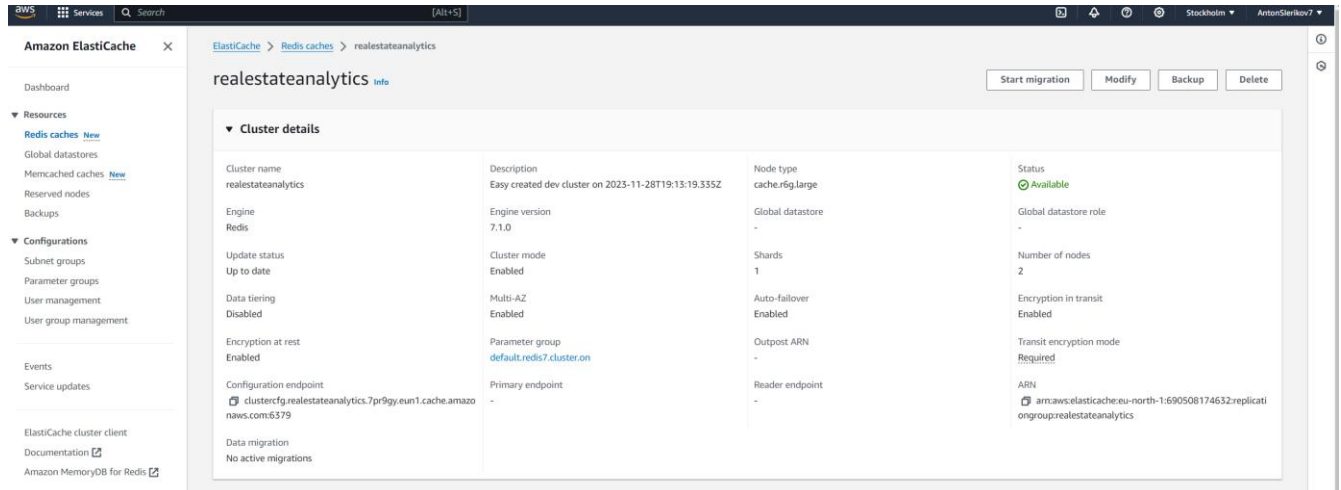 aws Services Search [Alt+S] Stockholm ▼ AntonSlerikov7 ▼
Amazon ElastiCache
Dashboard
Resources
Redis caches New
Global datastores
Memcached caches New
Reserved nodes
Backups
Configurations
Subnet groups
Parameter groups
User management
User group management
Events
Service updates
ElastiCache cluster client
Documentation
Amazon MemoryDB for Redis
ElastiCache > Redis caches > realestateanalytics
realestateanalytics Info
Start migration Modify Backup Delete
Cluster details
Cluster name
realestateanalytics
Description
Easy created dev cluster on 2023-11-28T19:13:19.335Z
Node type
cache.r6g.large
Status
Available
Engine
Redis
Engine version
7.1.0
Global datastore
-
Global datastore role
-
Update status
Up to date
Cluster mode
Enabled
Shards
1
Number of nodes
2
Data tiering
Disabled
Multi-AZ
Enabled
Auto-failover
Enabled
Encryption in transit
Enabled
Encryption at rest
Enabled
Parameter group
default.redis7.cluster.on
Outpost ARN
-
Transit encryption mode
Required
Configuration endpoint
clustercfg.realestateanalytics.7pr9gy.eun1.cache.amazo
naws.com:6379
Primary endpoint
-
Reader endpoint
-
ARN
arn:aws:elasticache:eu-north-1:690508174632:replicati
ongroup:realestateanalytics
Data migration
No active migrations